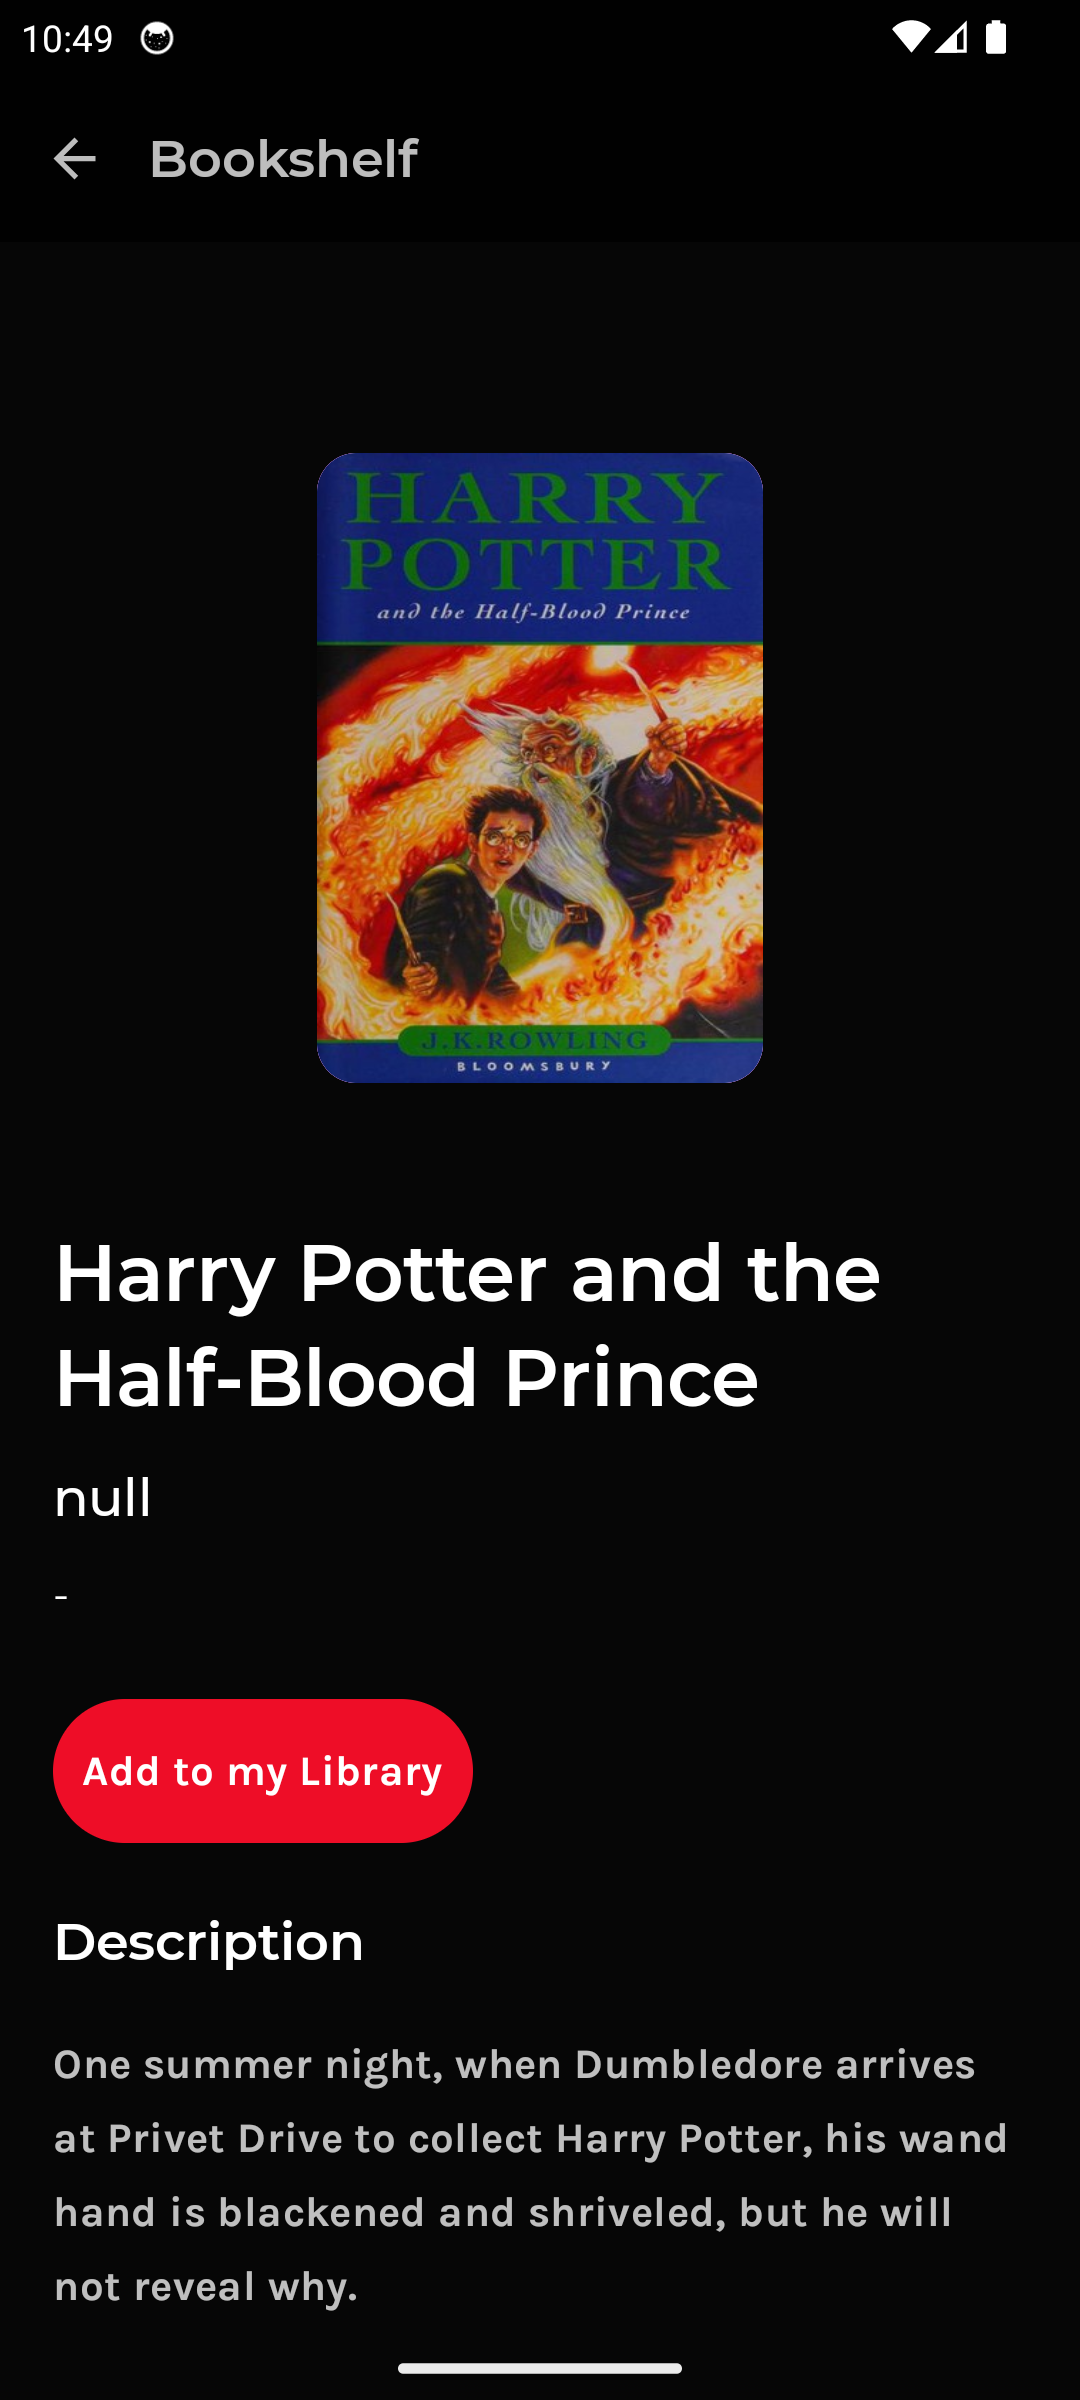 10:49
Bookshelf
HARRY
POTTER
and the Half-Blood Prince
J.K.ROWLING
BLOOMSBURY
Harry Potter and the
Half-Blood Prince
null
-
Add to my Library
Description
One summer night, when Dumbledore arrives
at Privet Drive to collect Harry Potter, his wand
hand is blackened and shriveled, but he will
not reveal why.